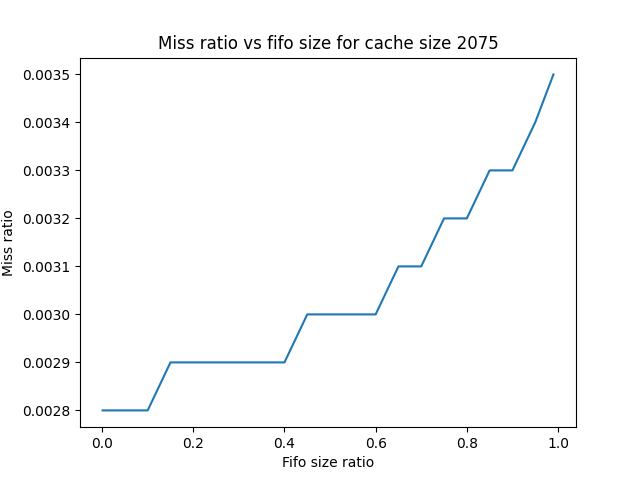 Miss ratio vs fifo size for cache size 2075
0.0035
0.0034
0.0033
0.0032
0.0031
0.0030
0.0029
0.0028
Miss ratio
0.0 0.2 0.4 0.6 0.8 1.0
Fifo size ratio